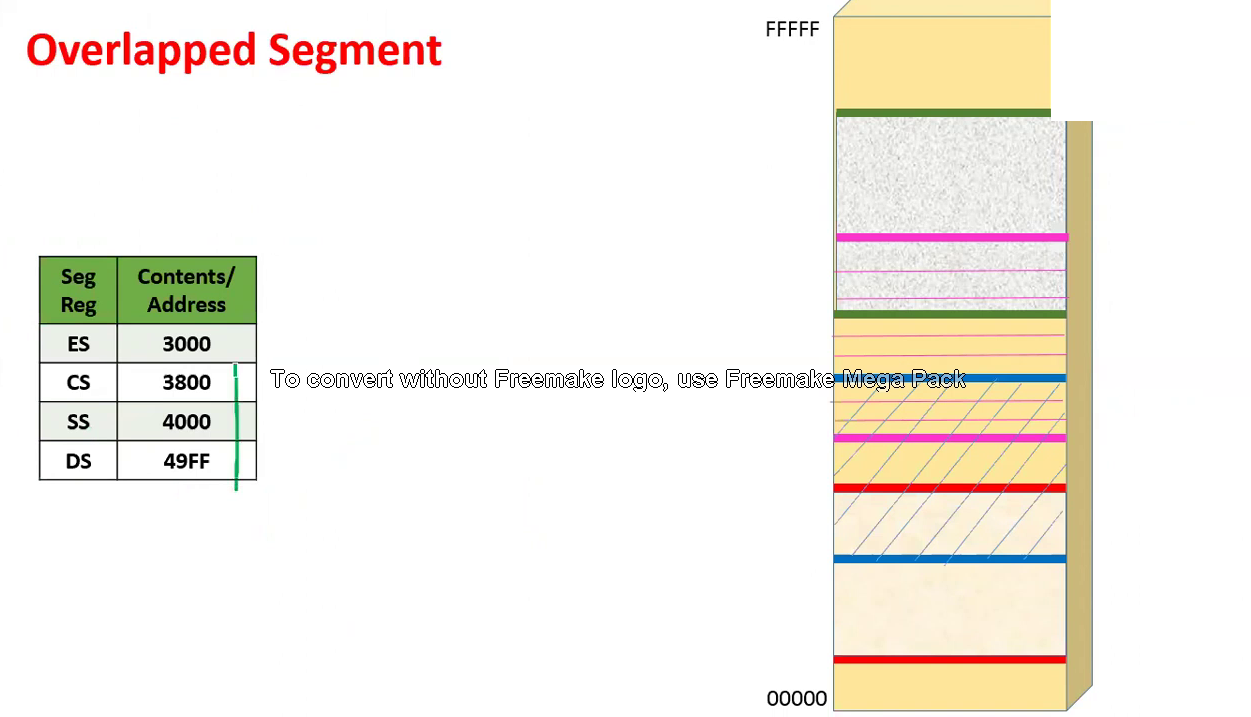 Overlapped Segment
FFFFF
Seg Reg
Contents/ Address
ES 3000
CS 3800
SS 4000
DS 49FF
To convert without Freemake logo, use Freemake Mega Pack
00000